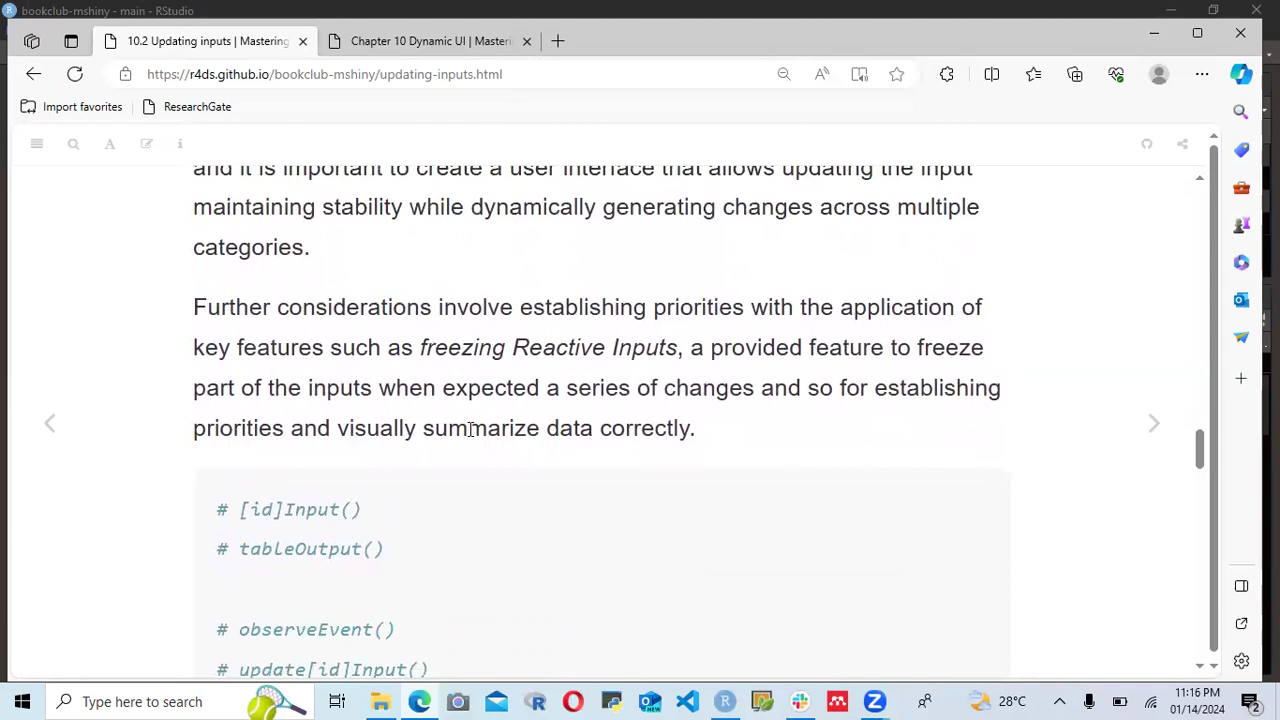 bookclub-mshiny - main - RStudio
10.2 Updating inputs | Mastering
Chapter 10 Dynamic UI | Masteri
https://r4ds.github.io/bookclub-mshiny/updating-inputs.html
Import favorites
ResearchGate
and it is important to create a user interface that allows updating the input
maintaining stability while dynamically generating changes across multiple
categories.
Further considerations involve establishing priorities with the application of
key features such as freezing Reactive Inputs, a provided feature to freeze
part of the inputs when expected a series of changes and so for establishing
priorities and visually summarize data correctly.
# [id]Input()
# tableOutput()
# observeEvent()
# update[id]Input()
Type here to search
28°C
11:16 PM
01/14/2024
2